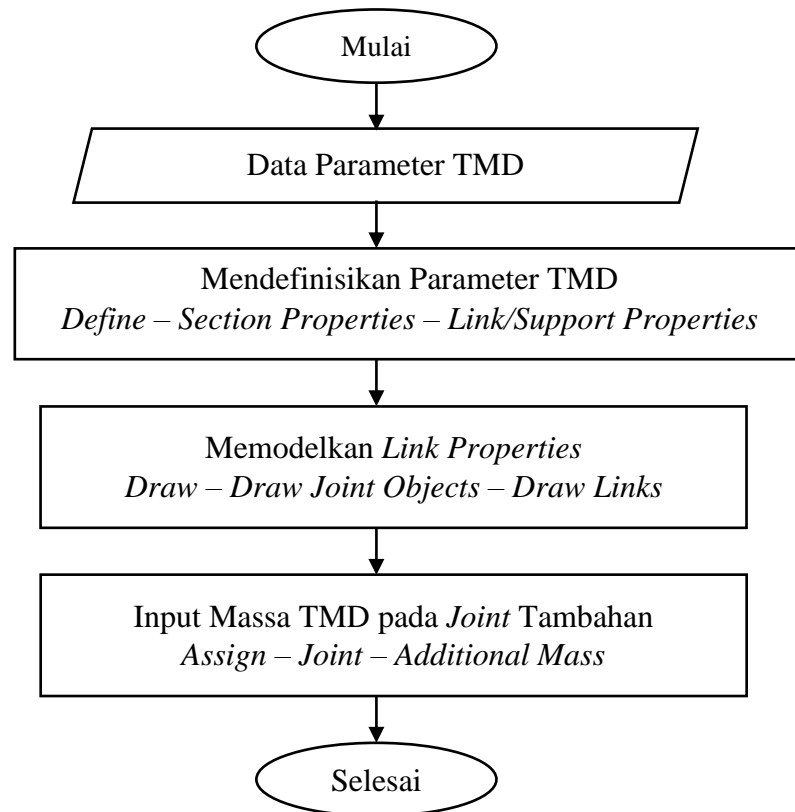 Mulai
Data Parameter TMD
Mendefinisikan Parameter TMD
Define – Section Properties – Link/Support Properties
Memodelkan Link Properties
Draw – Draw Joint Objects – Draw Links
Input Massa TMD pada Joint Tambahan
Assign – Joint – Additional Mass
Selesai